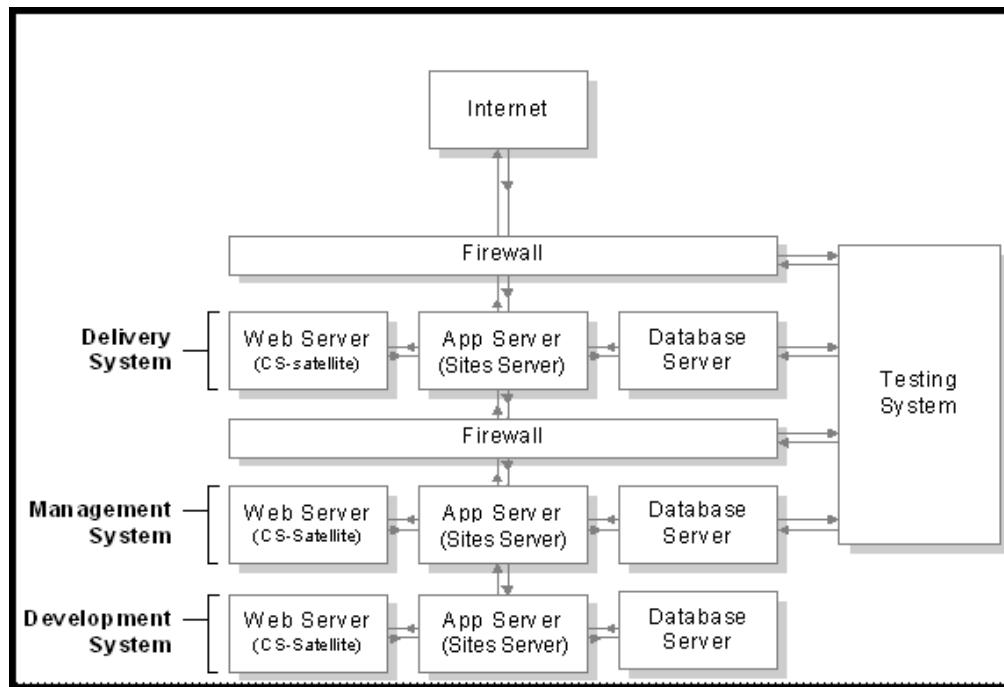 Internet
Firewall
Delivery
System
Web Server
(CS-satellite)
App Server
(Sites Server)
Database
Server
Testing
System
Firewall
Management
System
Web Server
(CS-Satellite)
App Server
(Sites Server)
Database
Server
Development
System
Web Server
(CS-Satellite)
App Server
(Sites Server)
Database
Server